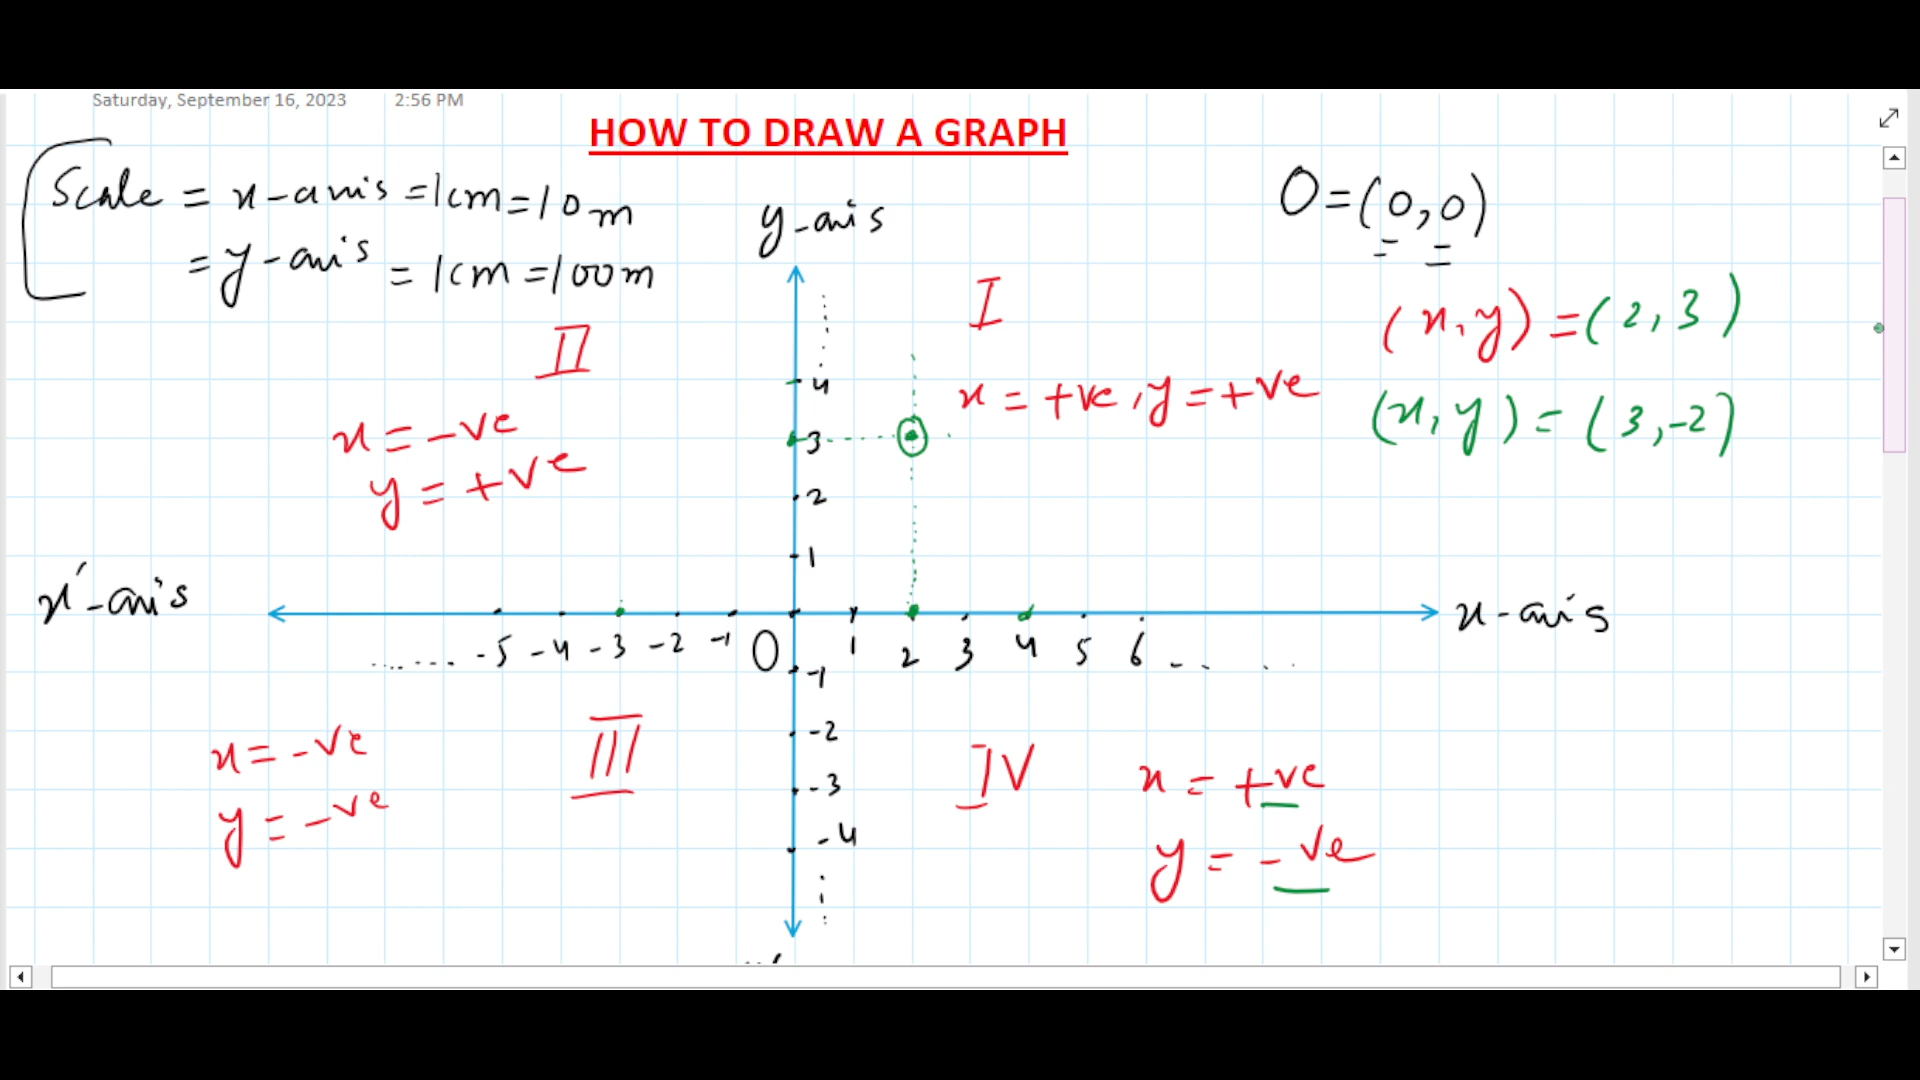 Saturday, September 16, 2023 2:56 PM
HOW TO DRAW A GRAPH
Scale = x-axis = 1cm = 10m
= y-axis = 1cm = 100m
y-axis
O = (0,0)
I
(x,y) = (2,3)
II
x = +ve, y = +ve
(x,y) = (3,-2)
x = -ve
y = +ve
4
3
2
1
x'-axis
x-axis
-5 -4 -3 -2 -1 O 1 2 3 4 5 6
-1
-2
-3
-4
x = -ve
y = -ve
III
IV
x = +ve
y = -ve